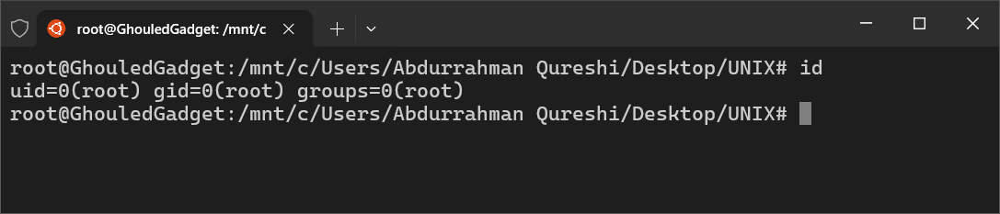 root@GhouledGadget: /mnt/c
root@GhouledGadget:/mnt/c/Users/Abdurrahman Qureshi/Desktop/UNIX# id
uid=0(root) gid=0(root) groups=0(root)
root@GhouledGadget:/mnt/c/Users/Abdurrahman Qureshi/Desktop/UNIX#